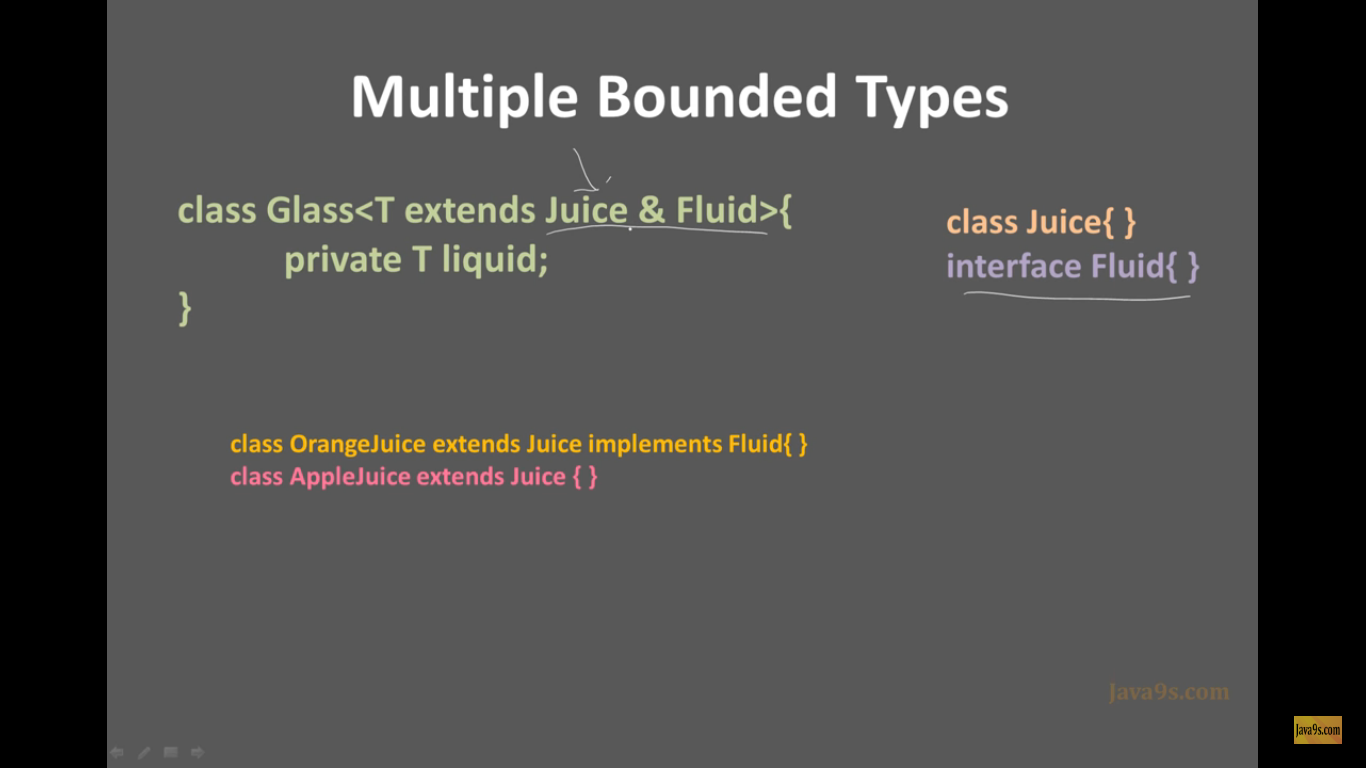 Multiple Bounded Types
class Glass<T extends Juice & Fluid>{
private T liquid;
}
class Juice{ }
interface Fluid{ }
class OrangeJuice extends Juice implements Fluid{ }
class AppleJuice extends Juice { }
Java9s.com
Java9s.com